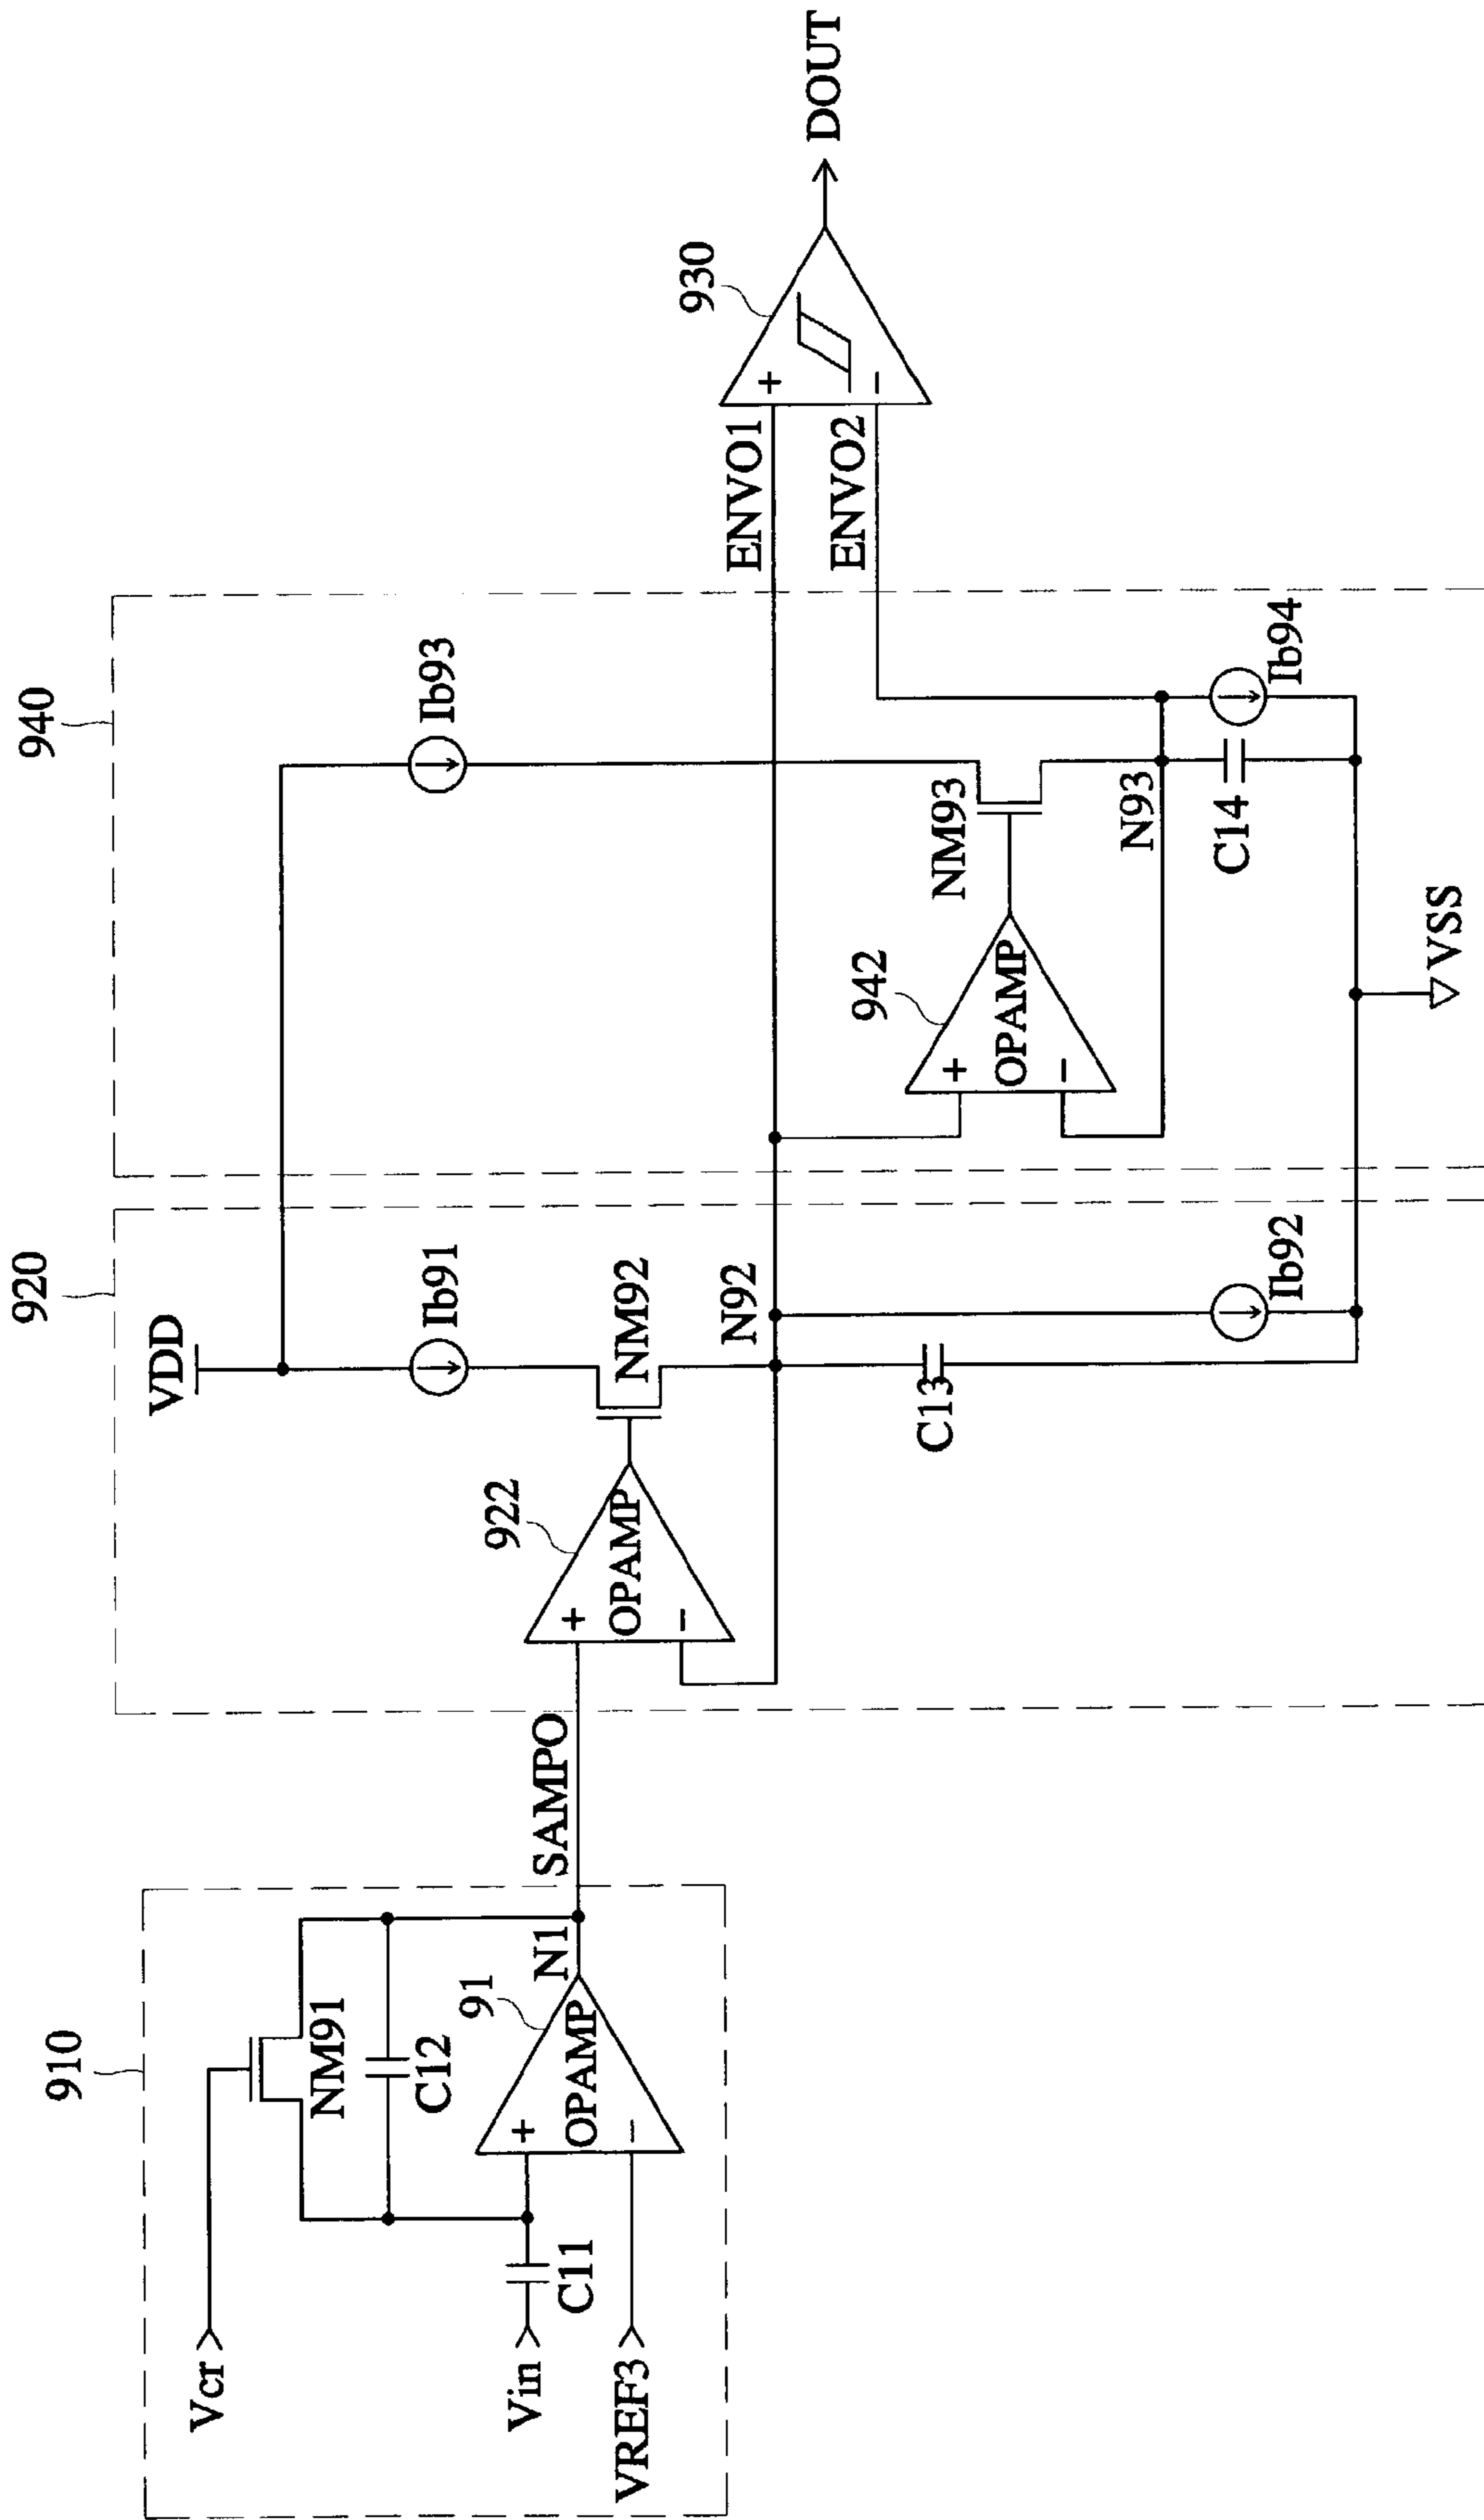 910
Vcr
NM91
C12
91
N1
OPAMP
+
−
Vin
C11
VREF3
SAMPO
920
VDD
Ib91
922
OPAMP
+
−
NM92
N92
C13
Ib92
940
Ib93
942
OPAMP
+
−
NM93
N93
C14
Ib94
VSS
ENVO1
ENVO2
930
+
−
DOUT